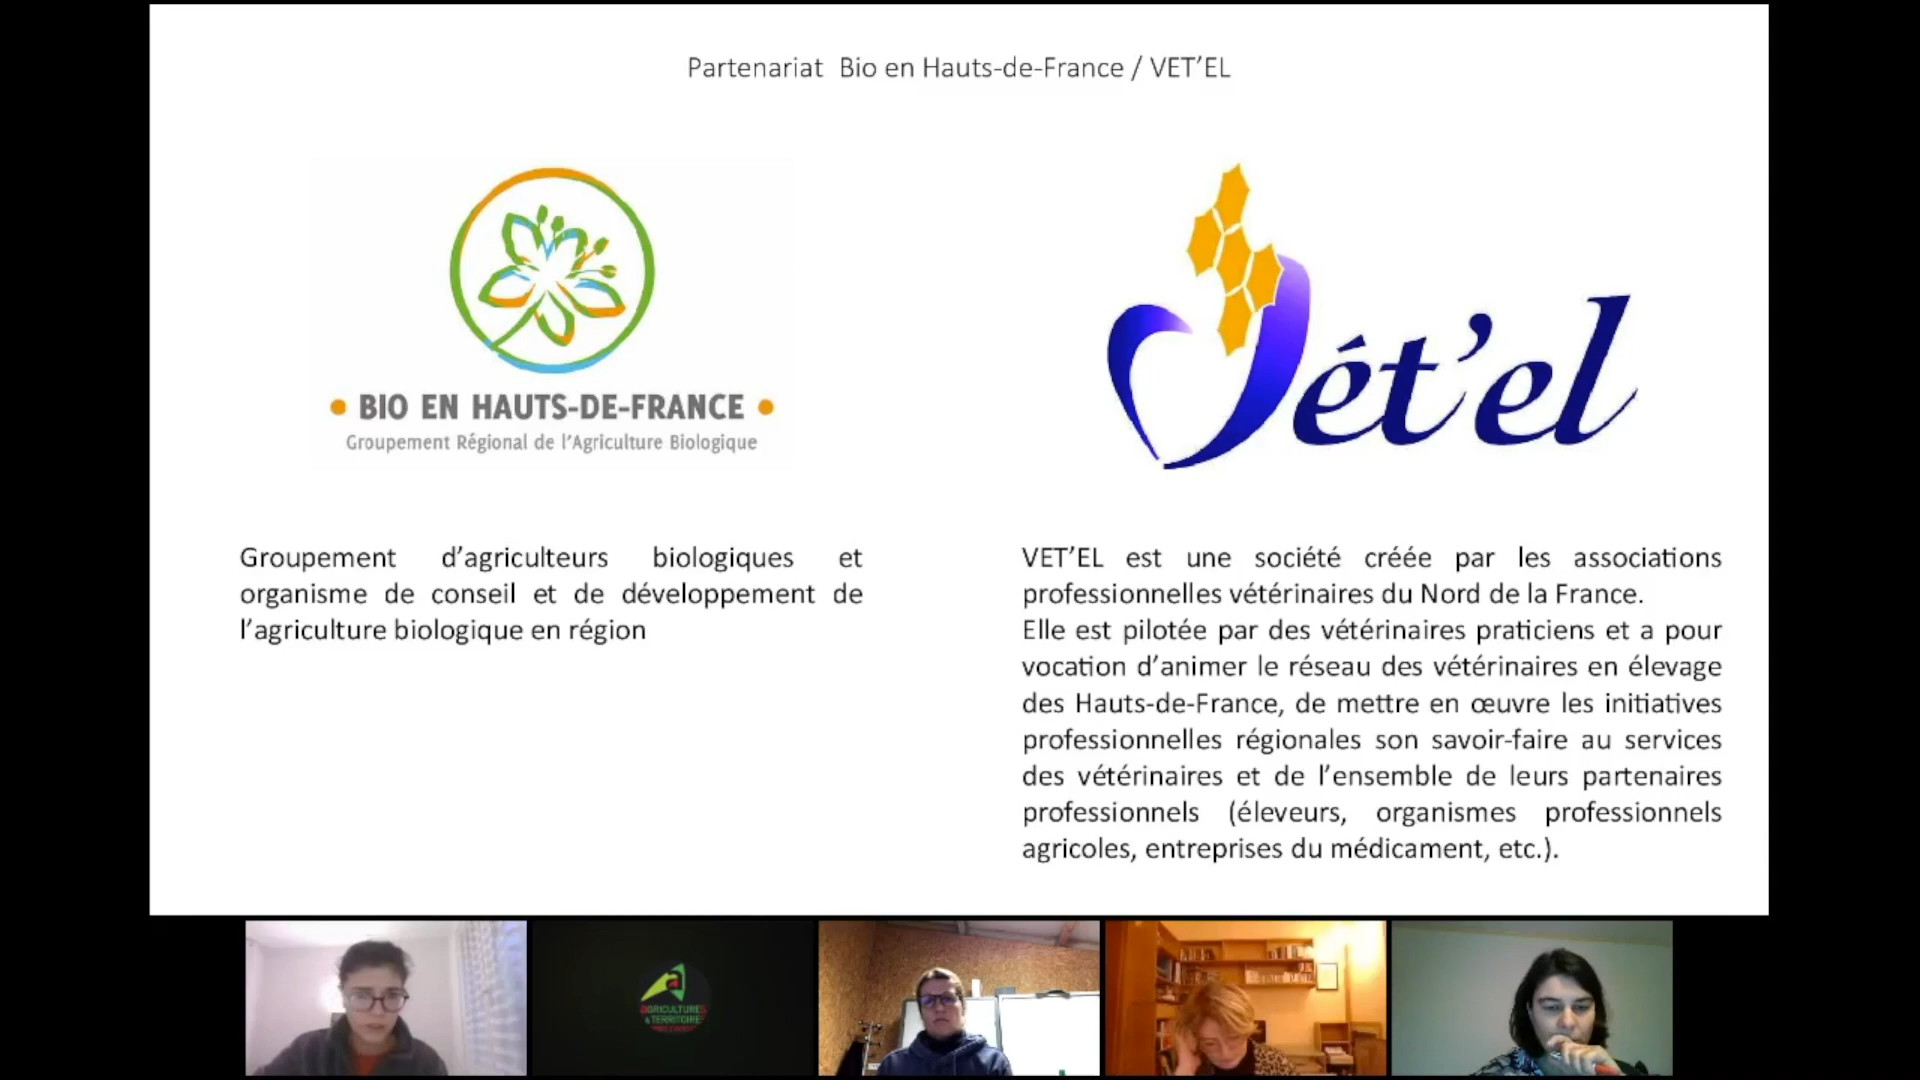 Partenariat  Bio en Hauts-de-France / VET’EL
• BIO EN HAUTS-DE-FRANCE •
Groupement Régional de l’Agriculture Biologique
Vét’el
Groupement d’agriculteurs biologiques et
organisme de conseil et de développement de
l’agriculture biologique en région
VET’EL est une société créée par les associations
professionnelles vétérinaires du Nord de la France.
Elle est pilotée par des vétérinaires praticiens et a pour
vocation d’animer le réseau des vétérinaires en élevage
des Hauts-de-France, de mettre en œuvre les initiatives
professionnelles régionales son savoir-faire au services
des vétérinaires et de l’ensemble de leurs partenaires
professionnels (éleveurs, organismes professionnels
agricoles, entreprises du médicament, etc.).
AGRICULTURES
& TERRITOIRES